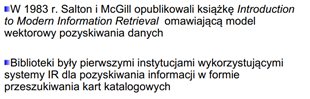 W 1983 r. Salton i McGill opublikowali książkę Introduction
to Modern Information Retrieval omawiającą model
wektorowy pozyskiwania danych
Biblioteki były pierwszymi instytucjami wykorzystującymi
systemy IR dla pozyskiwania informacji w formie
przeszukiwania kart katalogowych